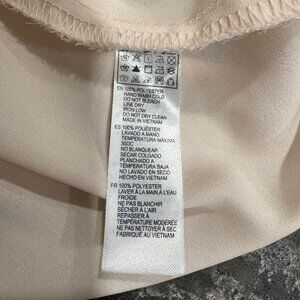 EN 100% POLYESTER
HAND WASH COLD
DO NOT BLEACH
LINE DRY
IRON LOW
DO NOT DRY CLEAN
MADE IN VIETNAM
ES 100% POLIÉSTER
LAVADO A MANO
TEMPERATURA MÁXIMA
30OC
NO BLANQUEAR
SECAR COLGADO
PLANCHADO A
TEMPERATURA BAJA
NO LAVADO EN SECO
HECHO EN VIETNAM
FR 100% POLYESTER
LAVER À LA MAIN À L'EAU
FROIDE
NE PAS BLANCHIR
SÉCHER À L'AIR
REPASSER À
TEMPÉRATURE MODÉRÉE
NE PAS NETTOYER À SEC
FABRIQUÉ AU VIETNAM